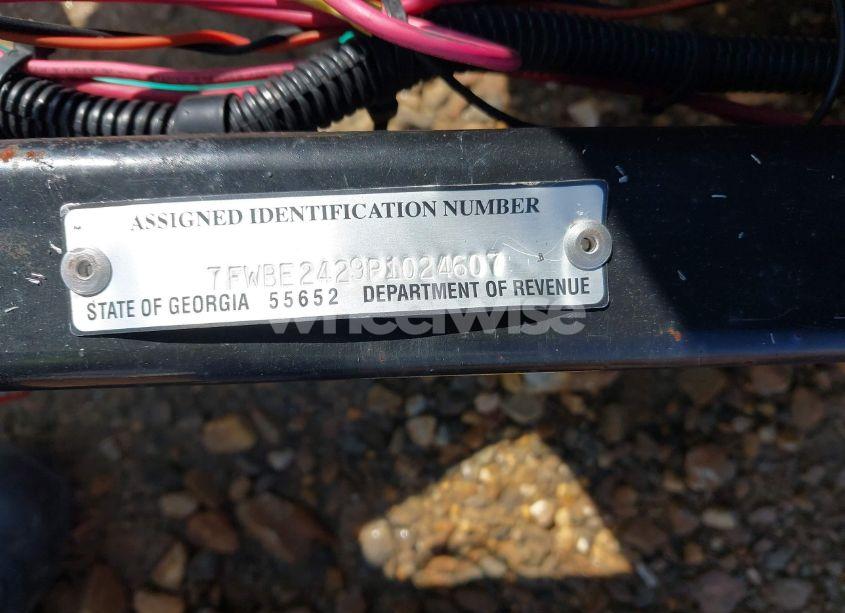 ASSIGNED IDENTIFICATION NUMBER
7FWBE2429P1024607
STATE OF GEORGIA 55652 DEPARTMENT OF REVENUE
wheelwise